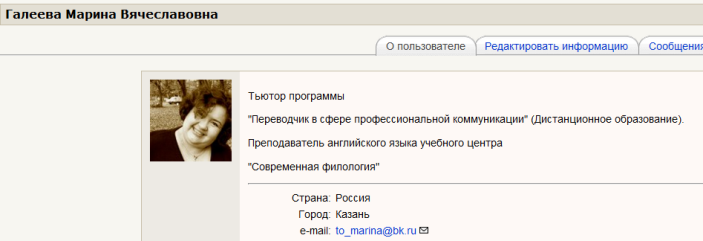 Галеева Марина Вячеславовна
О пользователе Редактировать информацию Сообщения
Тьютор программы
"Переводчик в сфере профессиональной коммуникации" (Дистанционное образование).
Преподаватель английского языка учебного центра
"Современная филология"
Страна: Россия
Город: Казань
e-mail: to_marina@bk.ru